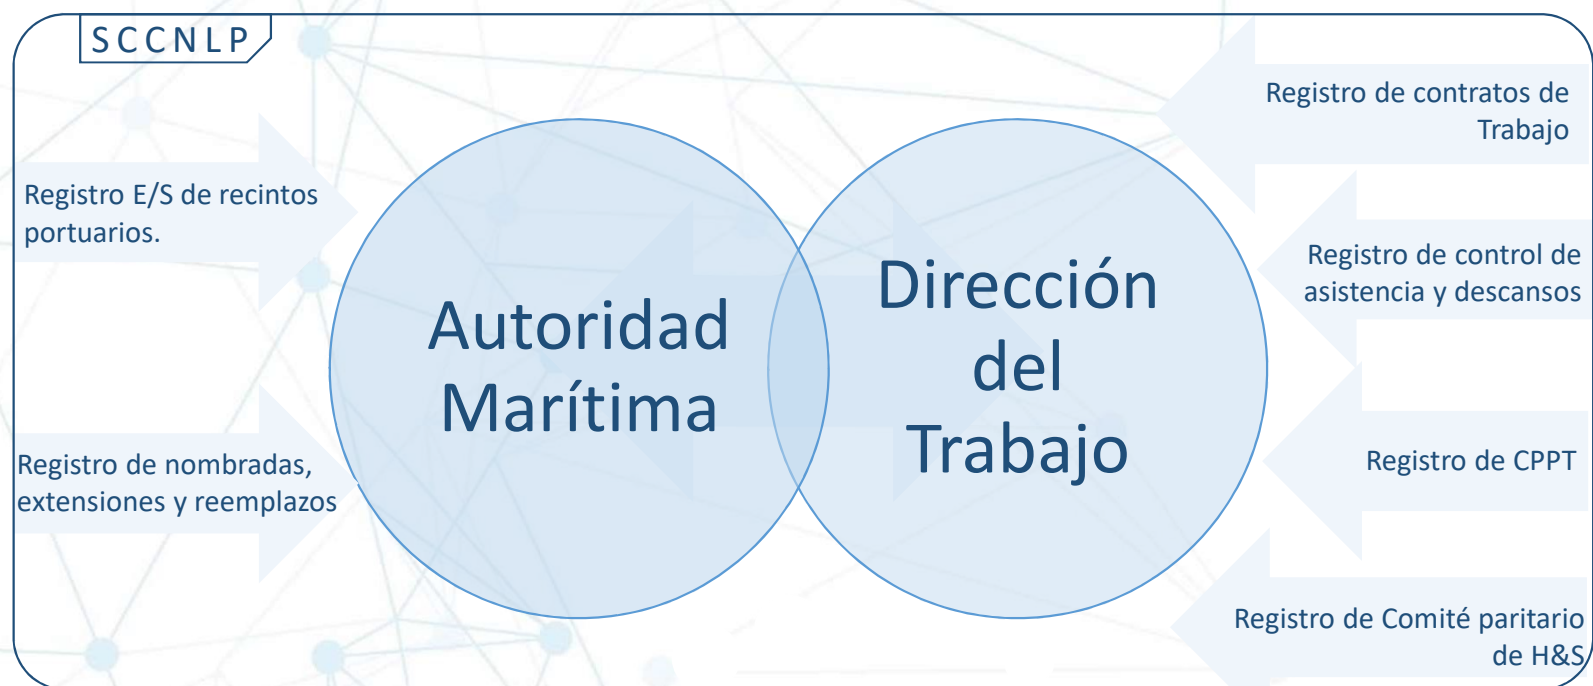 SCCNLP
Registro E/S de recintos
portuarios.
Registro de nombradas,
extensiones y reemplazos
Autoridad
Marítima
Dirección
del
Trabajo
Registro de contratos de
Trabajo
Registro de control de
asistencia y descansos
Registro de CPPT
Registro de Comité paritario
de H&S